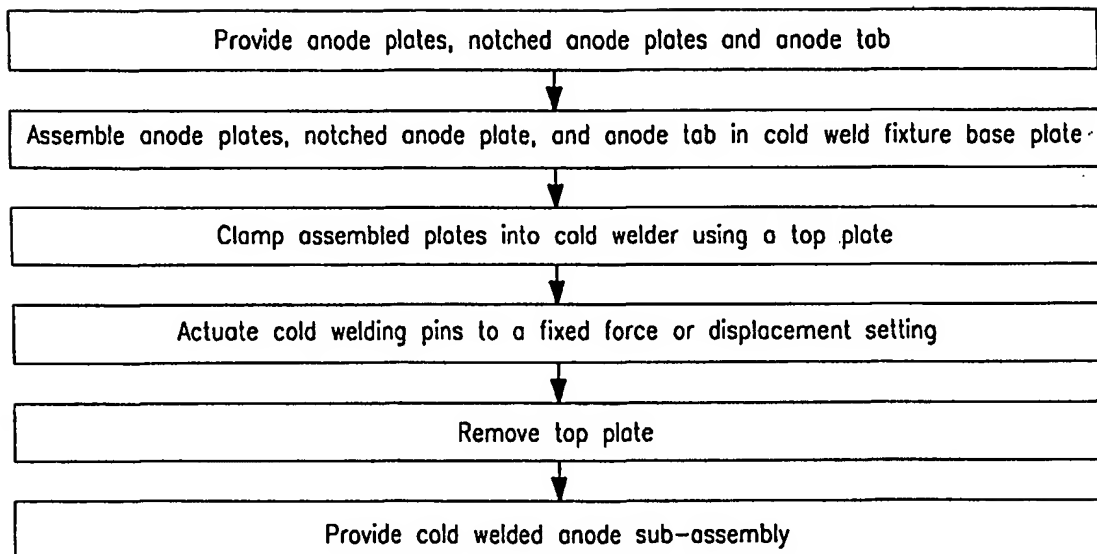 Provide anode plates, notched anode plates and anode tab
Assemble anode plates, notched anode plate, and anode tab in cold weld fixture base plate
Clamp assembled plates into cold welder using a top plate
Actuate cold welding pins to a fixed force or displacement setting
Remove top plate
Provide cold welded anode sub-assembly